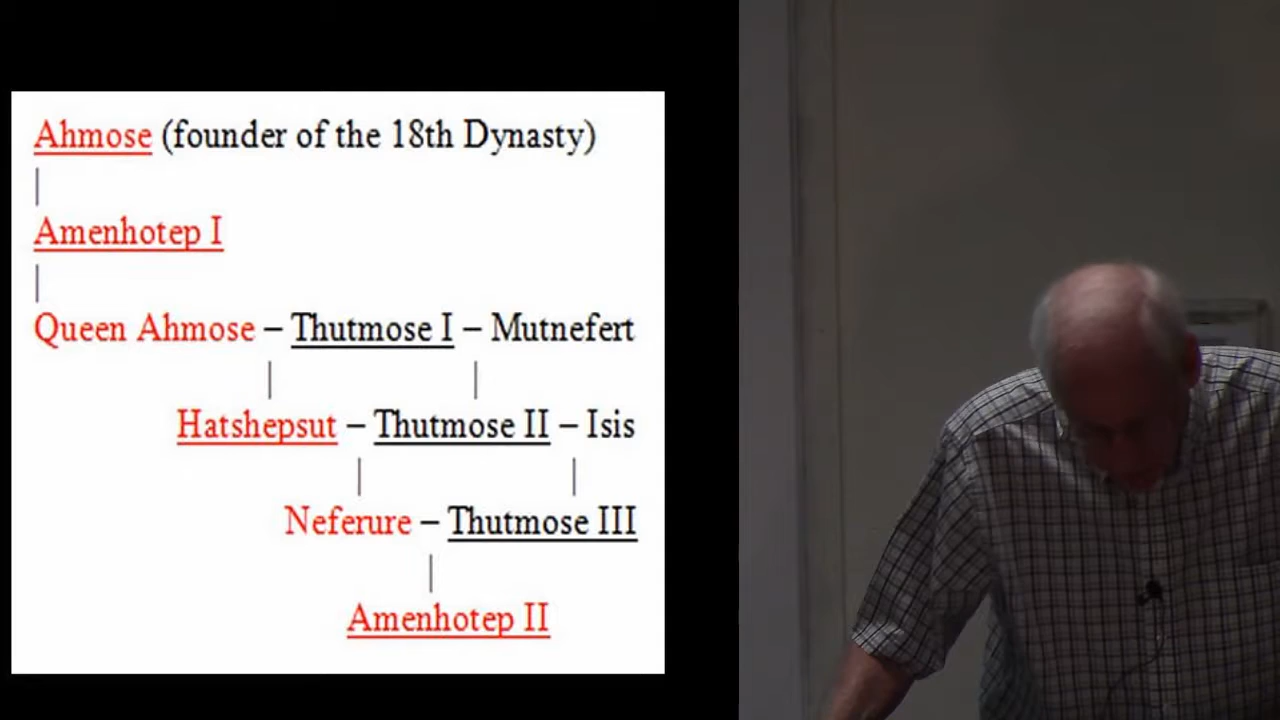 Ahmose (founder of the 18th Dynasty)
Amenhotep I
Queen Ahmose – Thutmose I – Mutnefert
Hatshepsut – Thutmose II – Isis
Neferure – Thutmose III
Amenhotep II